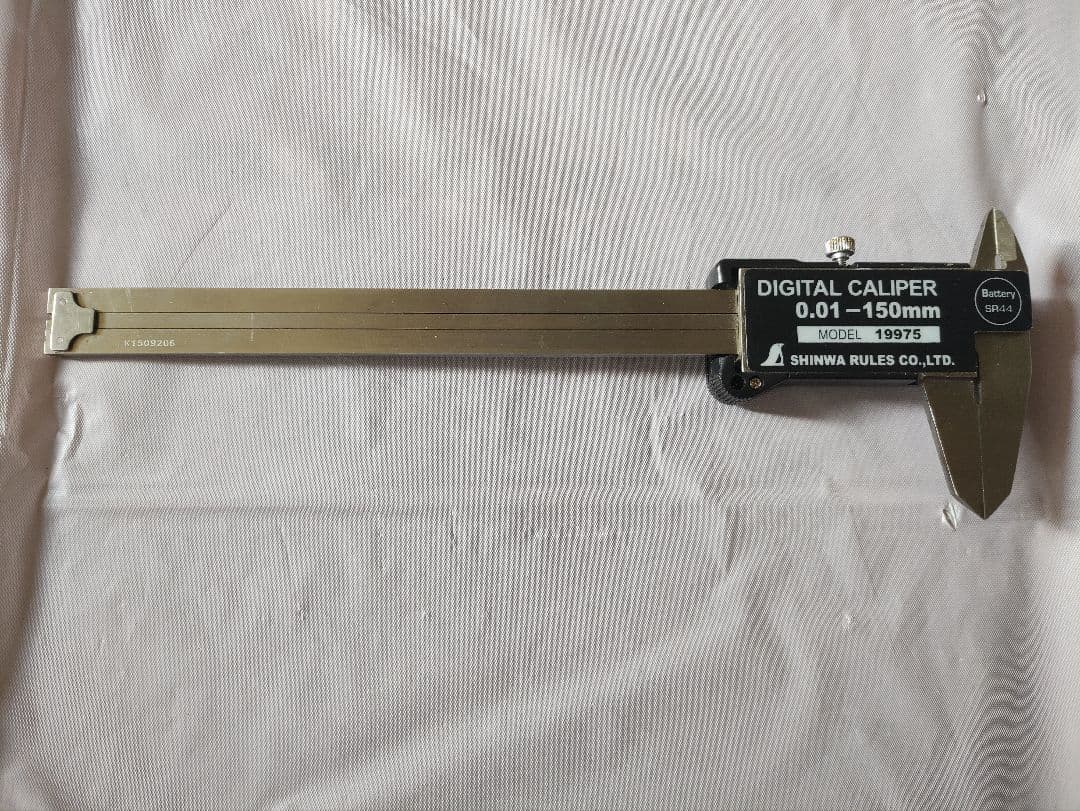 DIGITAL CALIPER
0.01–150mm
MODEL 19975
SHINWA RULES CO.,LTD.
Battery
SR44
K1509206